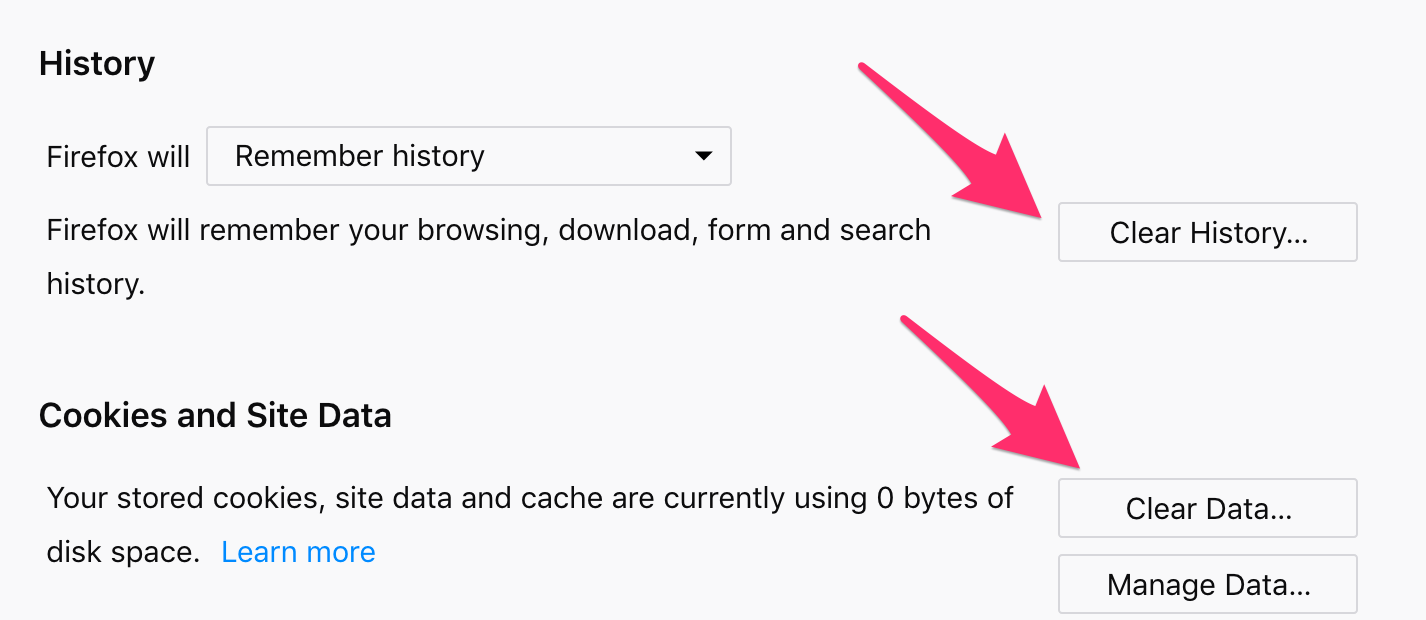 History
Firefox will Remember history
Firefox will remember your browsing, download, form and search
history.
Clear History...
Cookies and Site Data
Your stored cookies, site data and cache are currently using 0 bytes of
disk space. Learn more
Clear Data...
Manage Data...